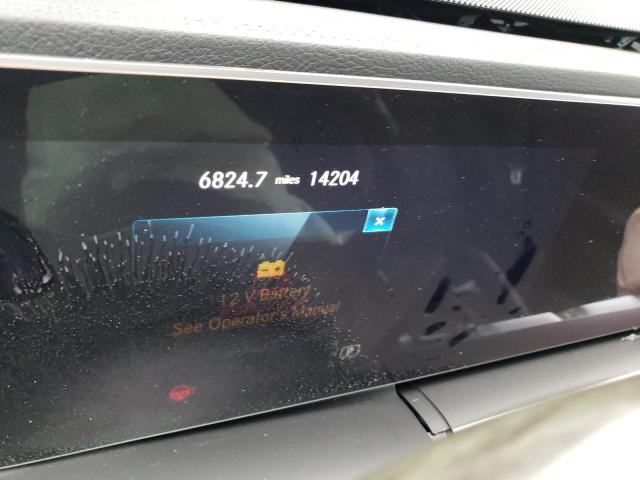 6824.7 miles 14204
×
12 V Battery
See Operator's Manual
P